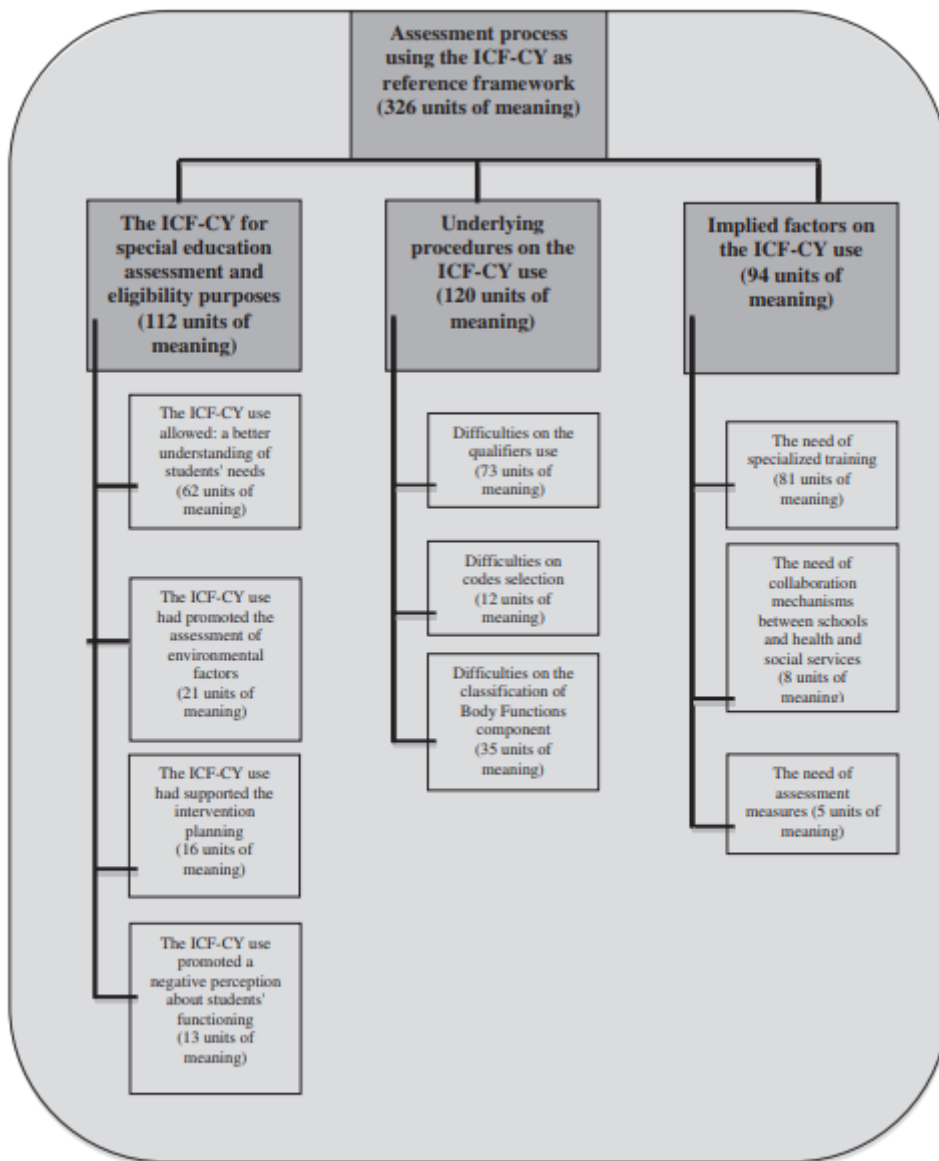 Assessment process
using the ICF-CY as
reference framework
(326 units of meaning)
The ICF-CY for
special education
assessment and
eligibility purposes
(112 units of
meaning)
The ICF-CY use
allowed: a better
understanding of
students' needs
(62 units of
meaning)
The ICF-CY use
had promoted the
assessment of
environmental
factors
(21 units of
meaning)
The ICF-CY use
had supported the
intervention
planning
(16 units of
meaning)
The ICF-CY use
promoted a
negative perception
about students'
functioning
(13 units of
meaning)
Underlying
procedures on the
ICF-CY use
(120 units of
meaning)
Difficulties on the
qualifiers use
(73 units of
meaning)
Difficulties on
codes selection
(12 units of
meaning)
Difficulties on the
classification of
Body Functions
component
(35 units of
meaning)
Implied factors on
the ICF-CY use
(94 units of
meaning)
The need of
specialized training
(81 units of
meaning)
The need of
collaboration
mechanisms
between schools
and health and
social services
(8 units of
meaning)
The need of
assessment
measures (5 units of
meaning)